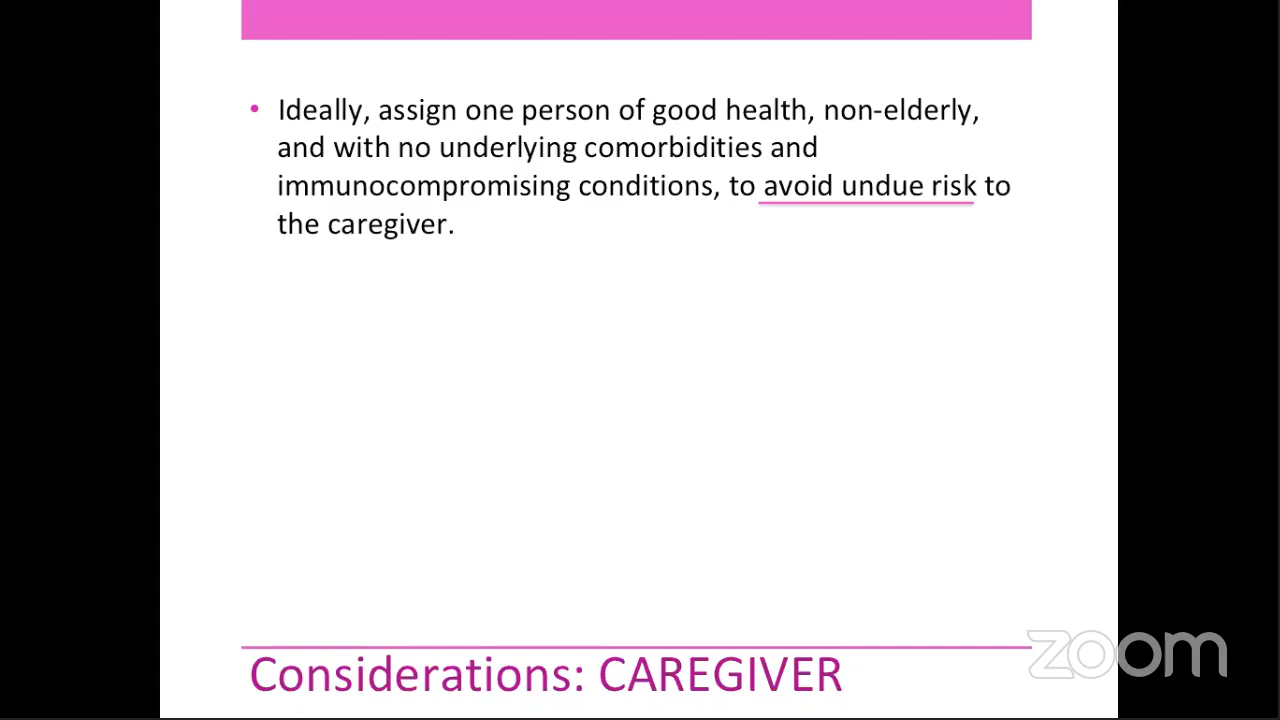 • Ideally, assign one person of good health, non-elderly,
and with no underlying comorbidities and
immunocompromising conditions, to avoid undue risk to
the caregiver.
Considerations: CAREGIVER
zoom